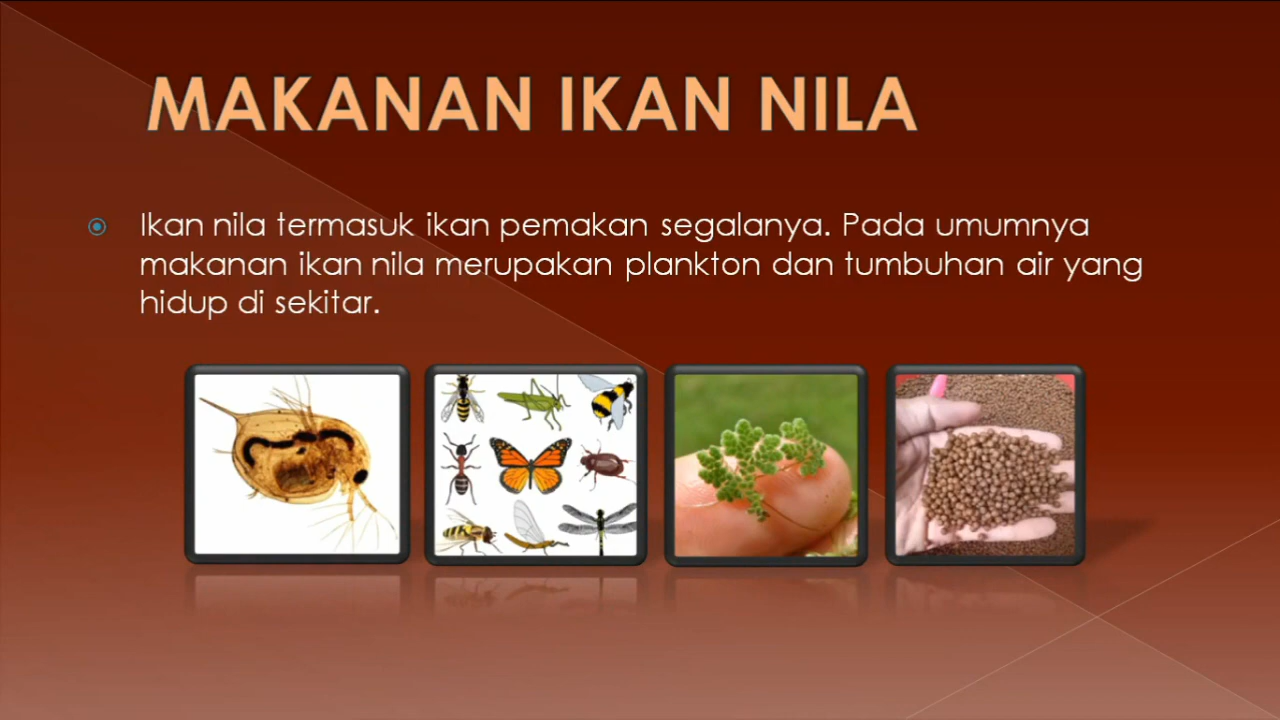 MAKANAN IKAN NILA
Ikan nila termasuk ikan pemakan segalanya. Pada umumnya
makanan ikan nila merupakan plankton dan tumbuhan air yang
hidup di sekitar.